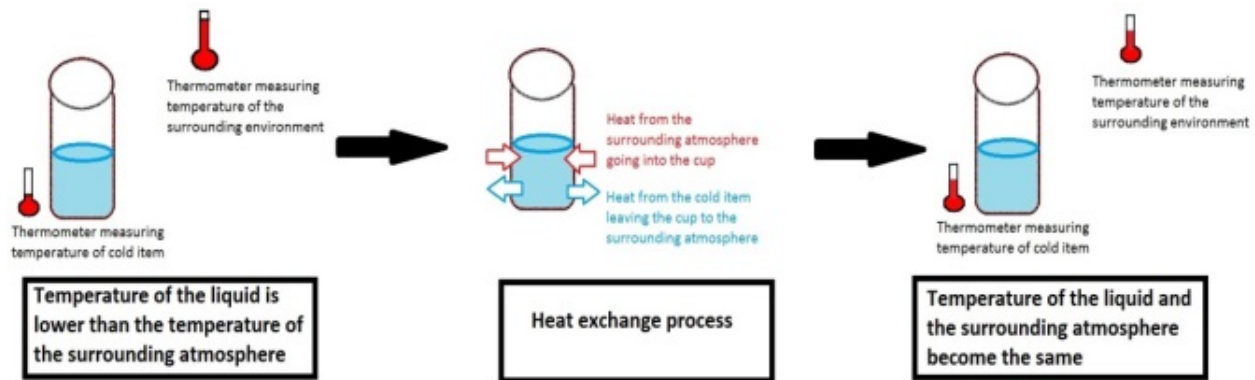 Thermometer measuring
temperature of the
surrounding environment
Thermometer measuring
temperature of cold item
Temperature of the liquid is
lower than the temperature of
the surrounding atmosphere
Heat from the
surrounding atmosphere
going into the cup
Heat from the cold item
leaving the cup to the
surrounding atmosphere
Heat exchange process
Thermometer measuring
temperature of the
surrounding environment
Thermometer measuring
temperature of cold item
Temperature of the liquid and
the surrounding atmosphere
become the same